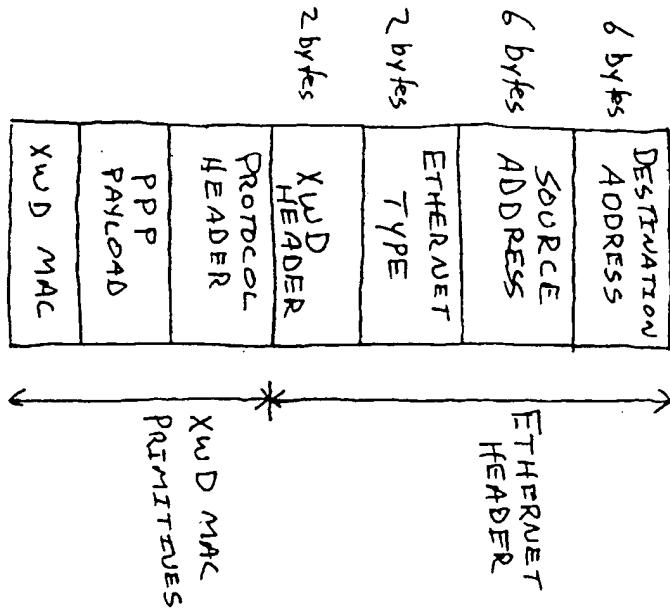 6 bytes
DESTINATION
ADDRESS
6 bytes
SOURCE
ADDRESS
2 bytes
ETHERNET
TYPE
2 bytes
XWD
HEADER
PROTOCOL
HEADER
PPP
PAYLOAD
XWD MAC
ETHERNET
HEADER
XWD MAC
PRIMITIVES